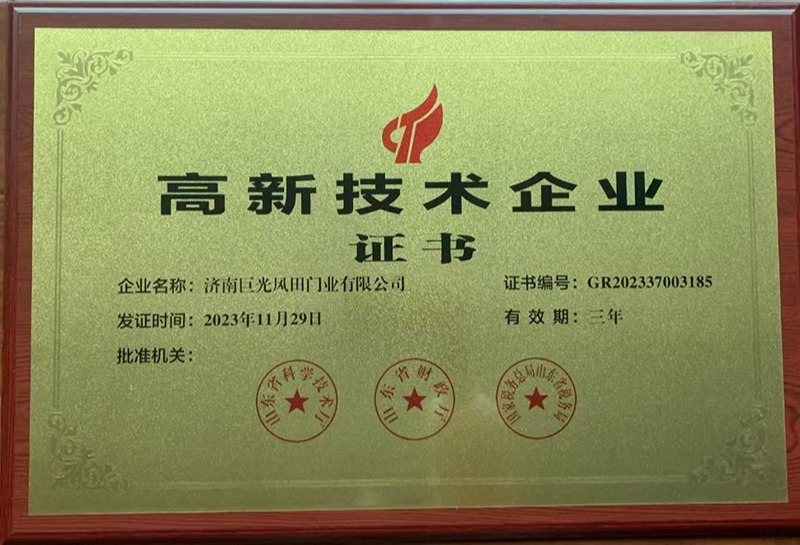 高新技术企业
证书
企业名称：济南巨光风田门业有限公司
证书编号：GR202337003185
发证时间：2023年11月29日
有效期：三年
批准机关：
山东省科学技术厅
山东省财政厅
国家税务总局山东省税务局